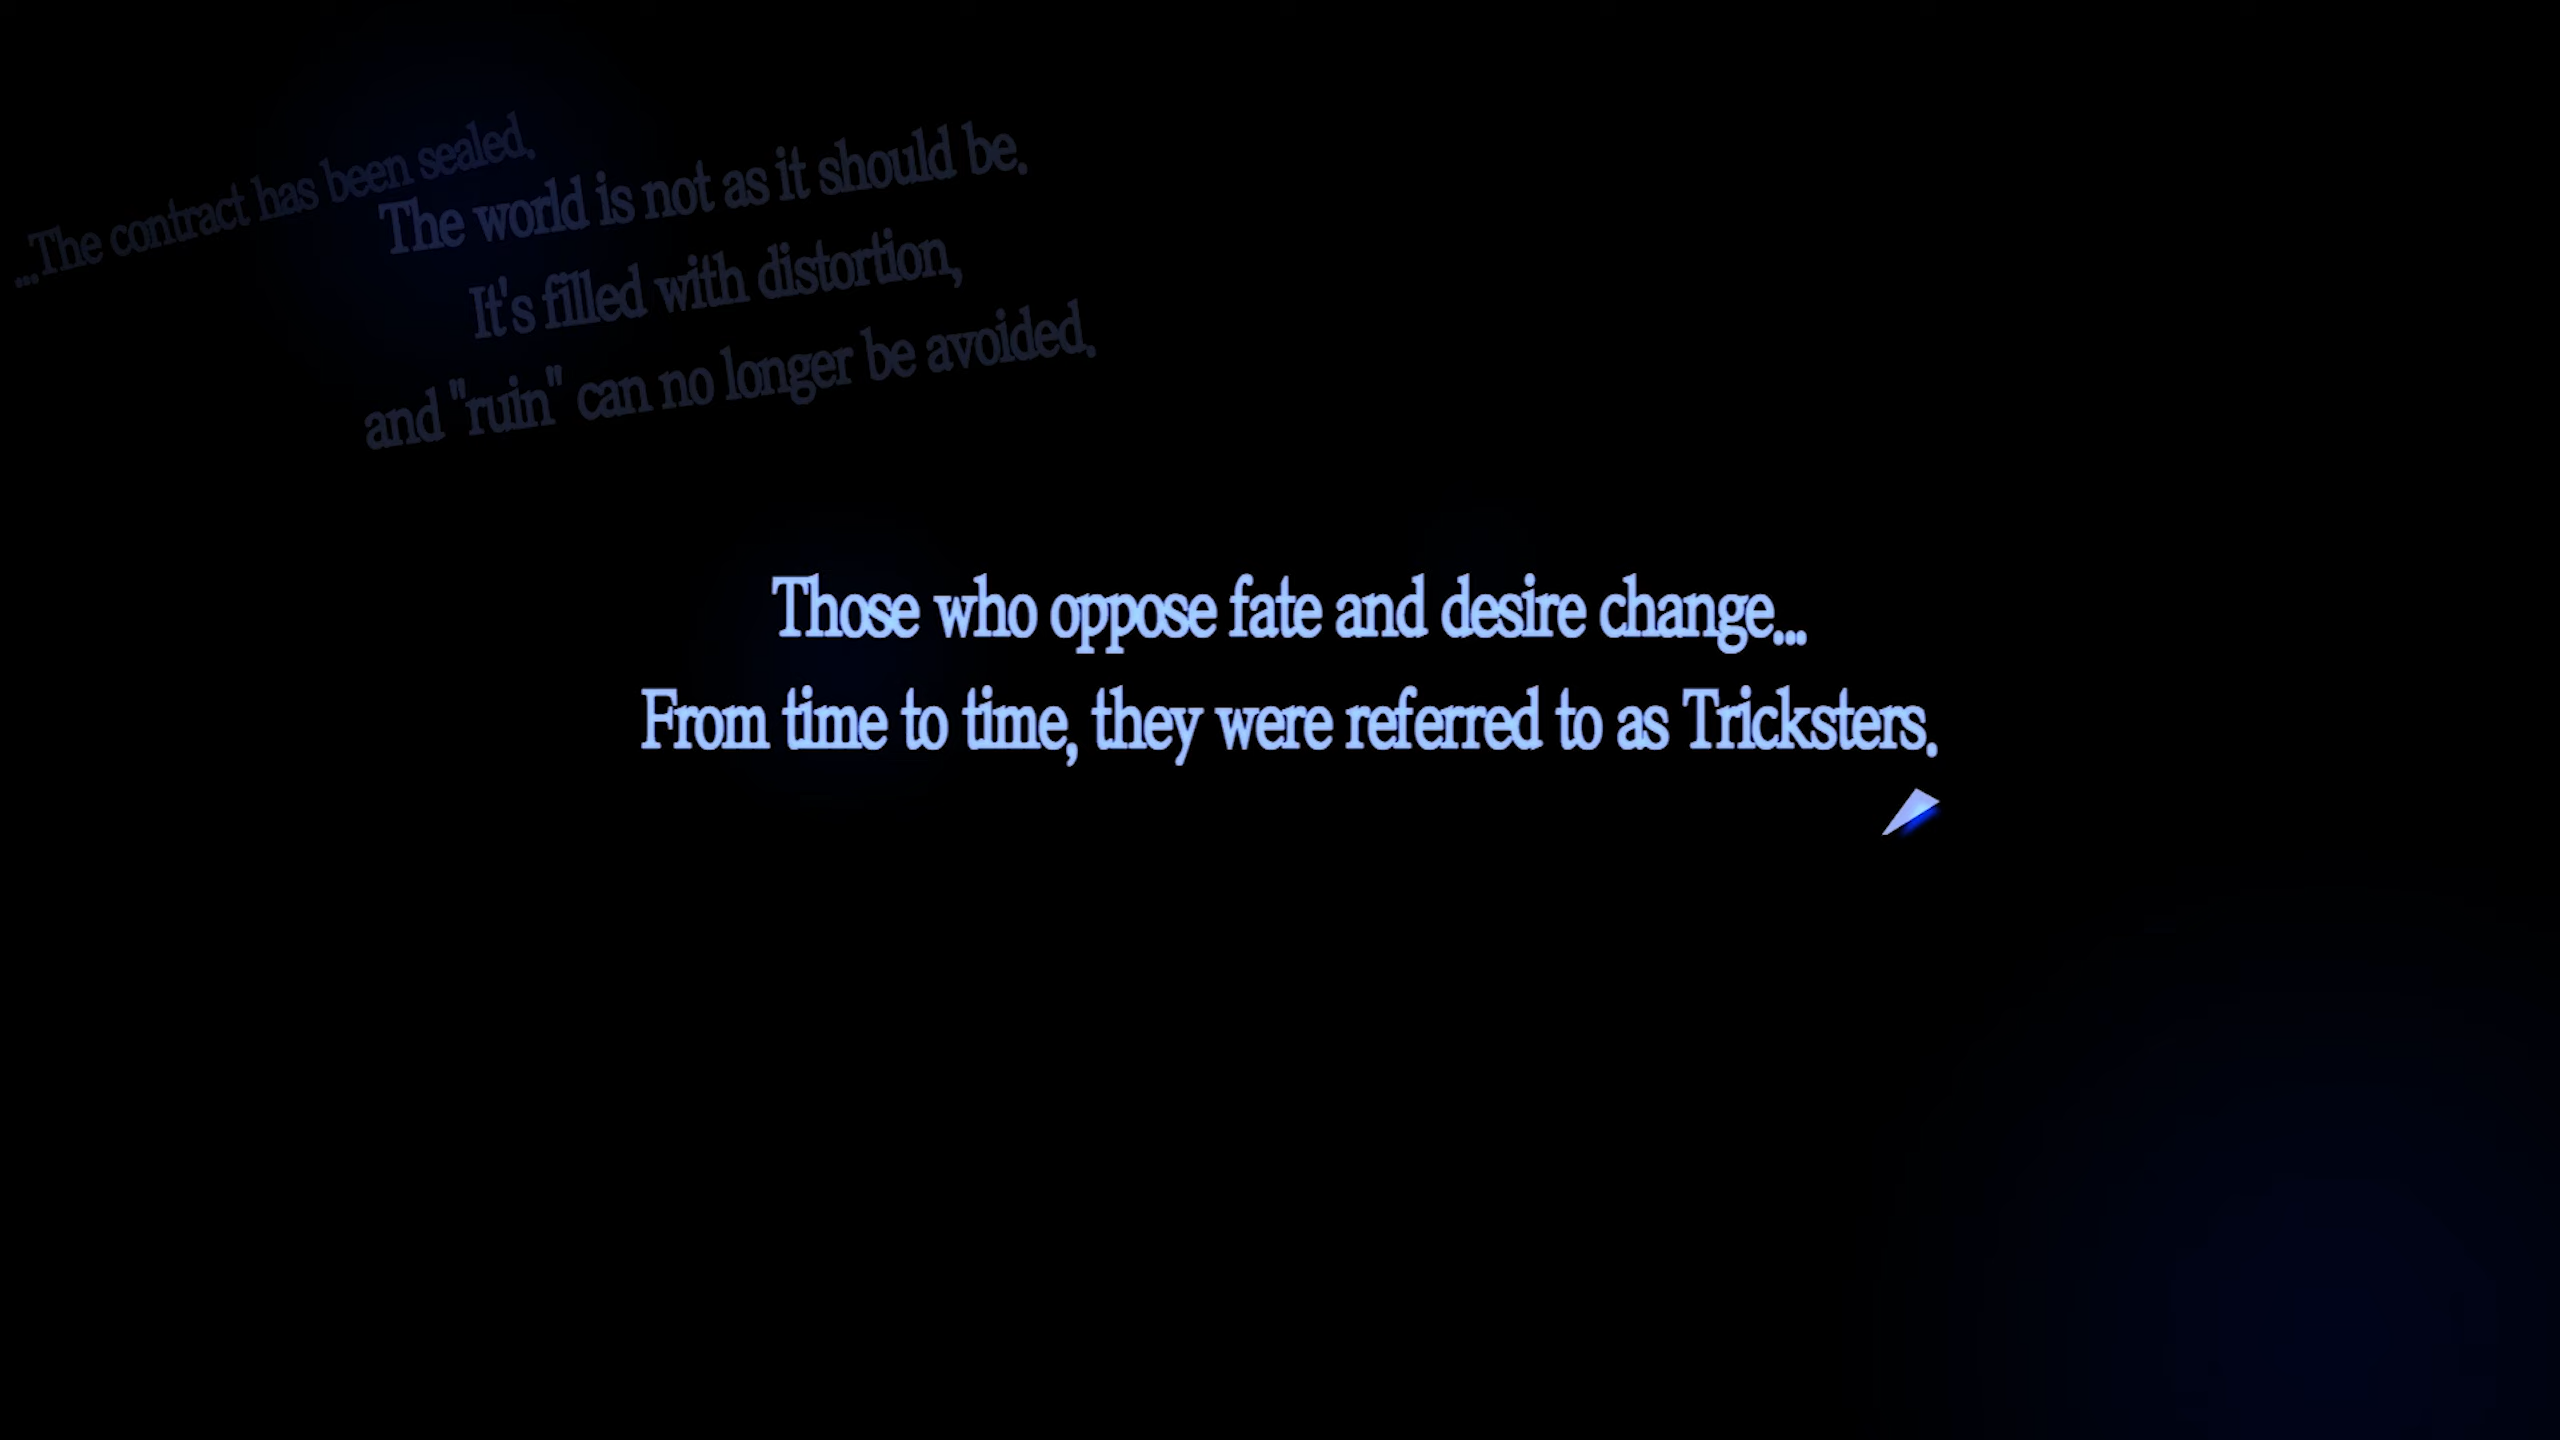 ...The contract has been sealed.
The world is not as it should be.
It's filled with distortion,
and "ruin" can no longer be avoided.
Those who oppose fate and desire change...
From time to time, they were referred to as Tricksters.